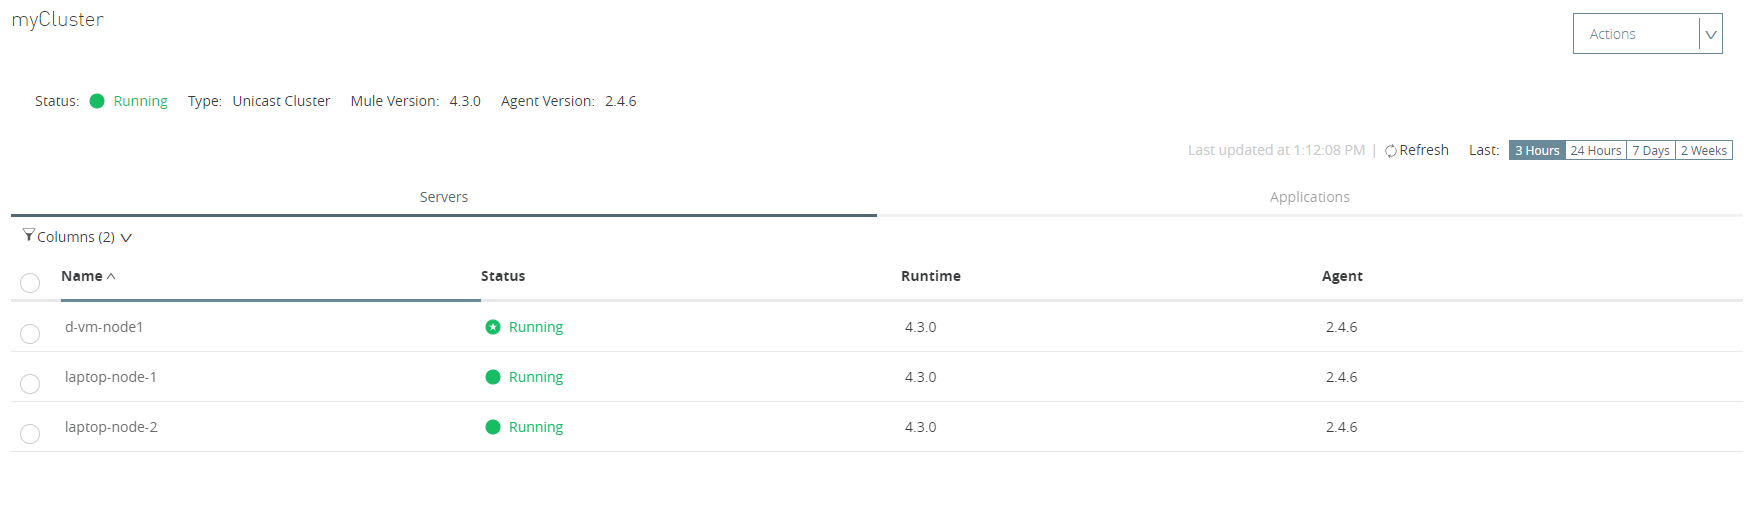 myCluster
Actions
Status: Running Type: Unicast Cluster Mule Version: 4.3.0 Agent Version: 2.4.6
Last updated at 1:12:08 PM | Refresh Last: 3 Hours 24 Hours 7 Days 2 Weeks
Servers Applications
Columns (2)
Name Status Runtime Agent
d-vm-node1 Running 4.3.0 2.4.6
laptop-node-1 Running 4.3.0 2.4.6
laptop-node-2 Running 4.3.0 2.4.6